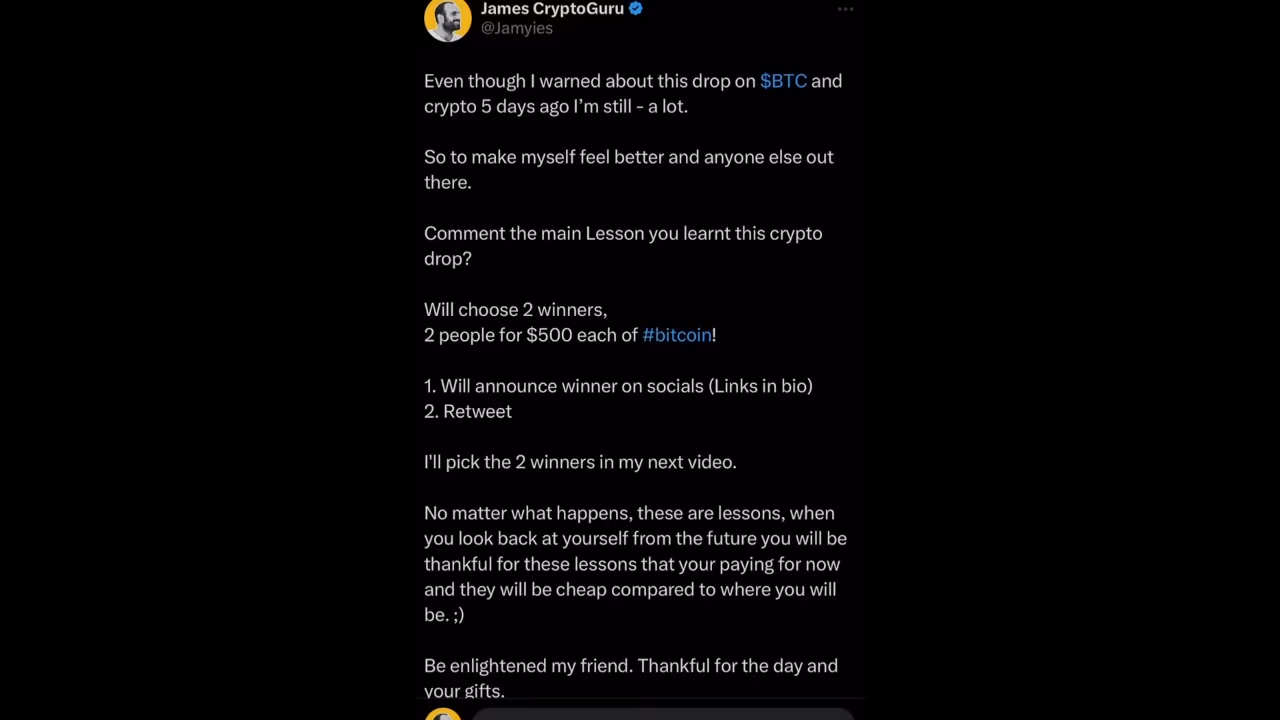 James CryptoGuru
@Jamyies
Even though I warned about this drop on $BTC and
crypto 5 days ago I’m still - a lot.
So to make myself feel better and anyone else out
there.
Comment the main Lesson you learnt this crypto
drop?
Will choose 2 winners,
2 people for $500 each of #bitcoin!
1. Will announce winner on socials (Links in bio)
2. Retweet
I'll pick the 2 winners in my next video.
No matter what happens, these are lessons, when
you look back at yourself from the future you will be
thankful for these lessons that your paying for now
and they will be cheap compared to where you will
be. ;)
Be enlightened my friend. Thankful for the day and
your gifts.